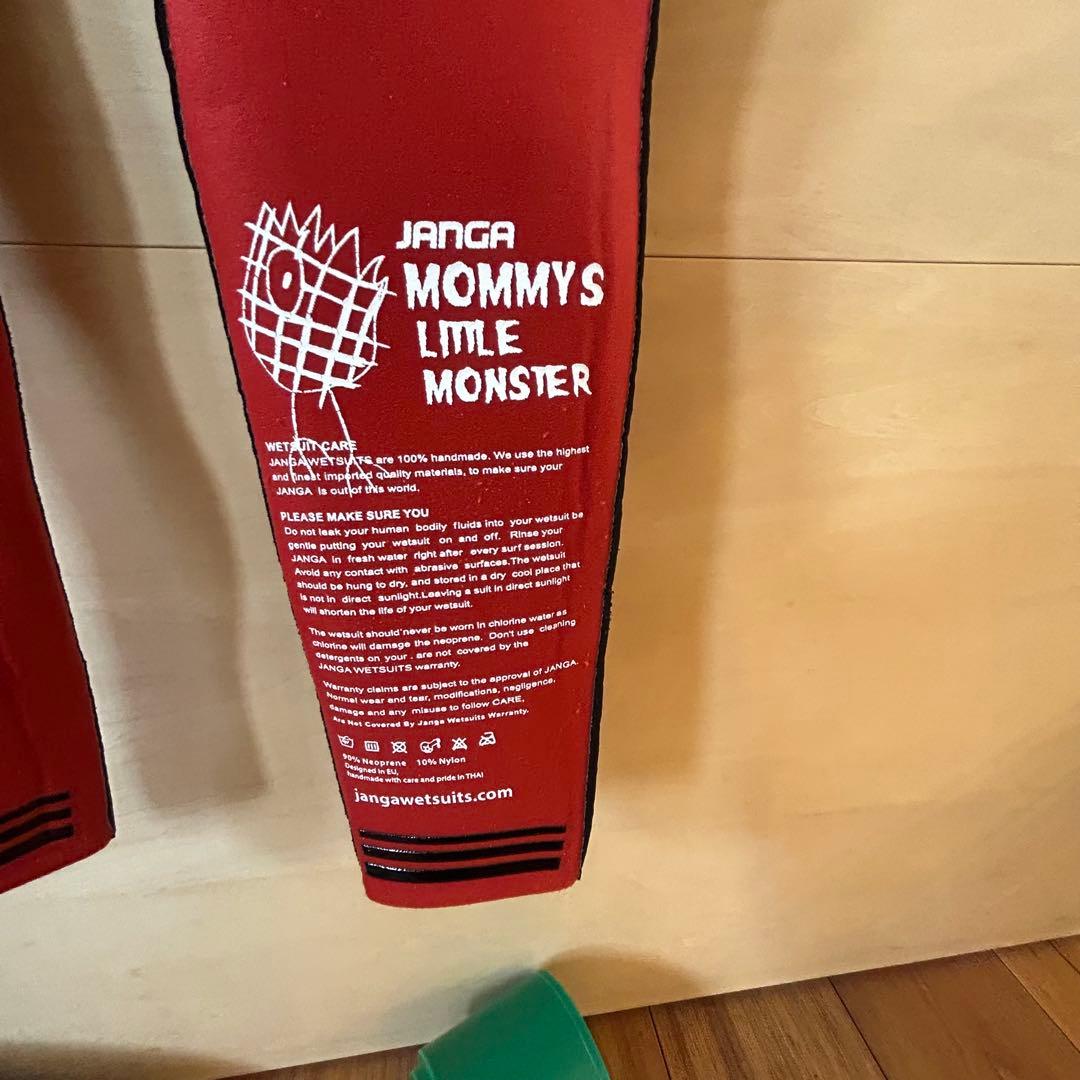 JANGA
MOMMYS
LITTLE
MONSTER
WETSUIT CARE
JANGA WETSUITS are 100% handmade. We use the highest
and finest imported quality materials, to make sure your
JANGA is out of this world.
PLEASE MAKE SURE YOU
Do not leak your human bodily fluids into your wetsuit be
gentle putting your wetsuit on and off. Rinse your
JANGA in fresh water right after every surf session.
Avoid any contact with abrasive surfaces.The wetsuit
should be hung to dry, and stored in a dry cool place that
is not in direct sunlight.Leaving a suit in direct sunlight
will shorten the life of your wetsuit.
The wetsuit should'never be worn in chlorine water as
chlorine will damage the neoprene. Don't use cleaning
detergents on your . are not covered by the
JANGA WETSUITS warranty.
Warranty claims are subject to the approval of JANGA.
Normal wear and tear, modifications, negligence,
damage and any misuse to follow CARE,
Are Not Covered By Janga Wetsuits Warranty.
90% Neoprene 10% Nylon
Designed in EU,
handmade with care and pride in THAI
jangawetsuits.com